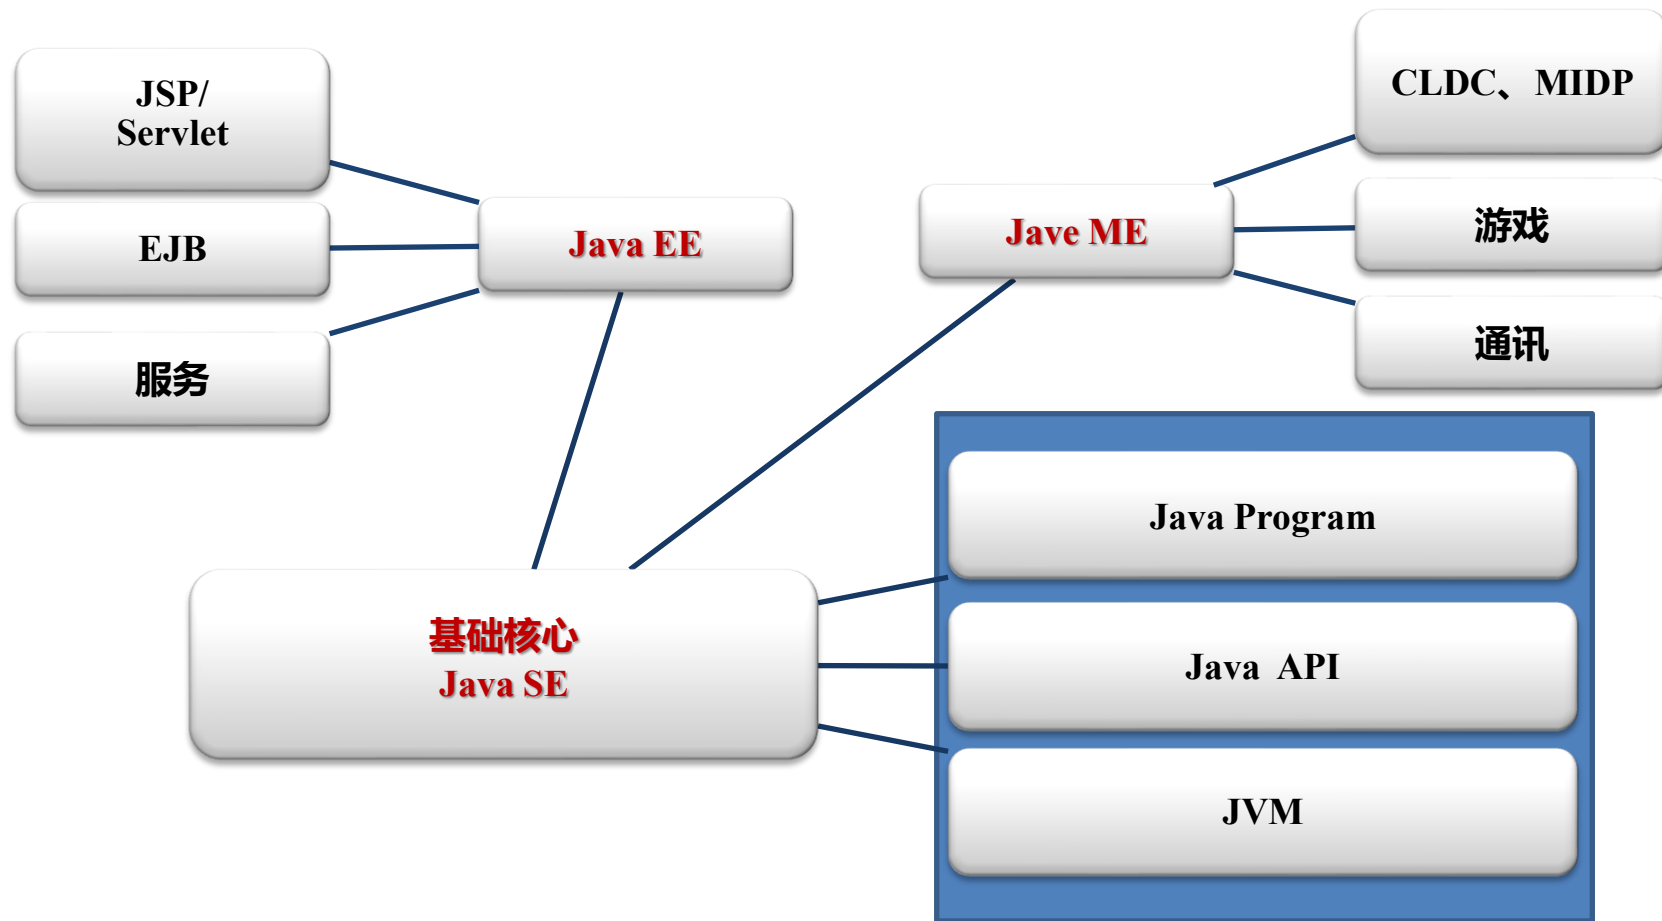 JSP/
Servlet
EJB
服务
Java EE
Jave ME
CLDC、MIDP
游戏
通讯
基础核心
Java SE
Java Program
Java  API
JVM